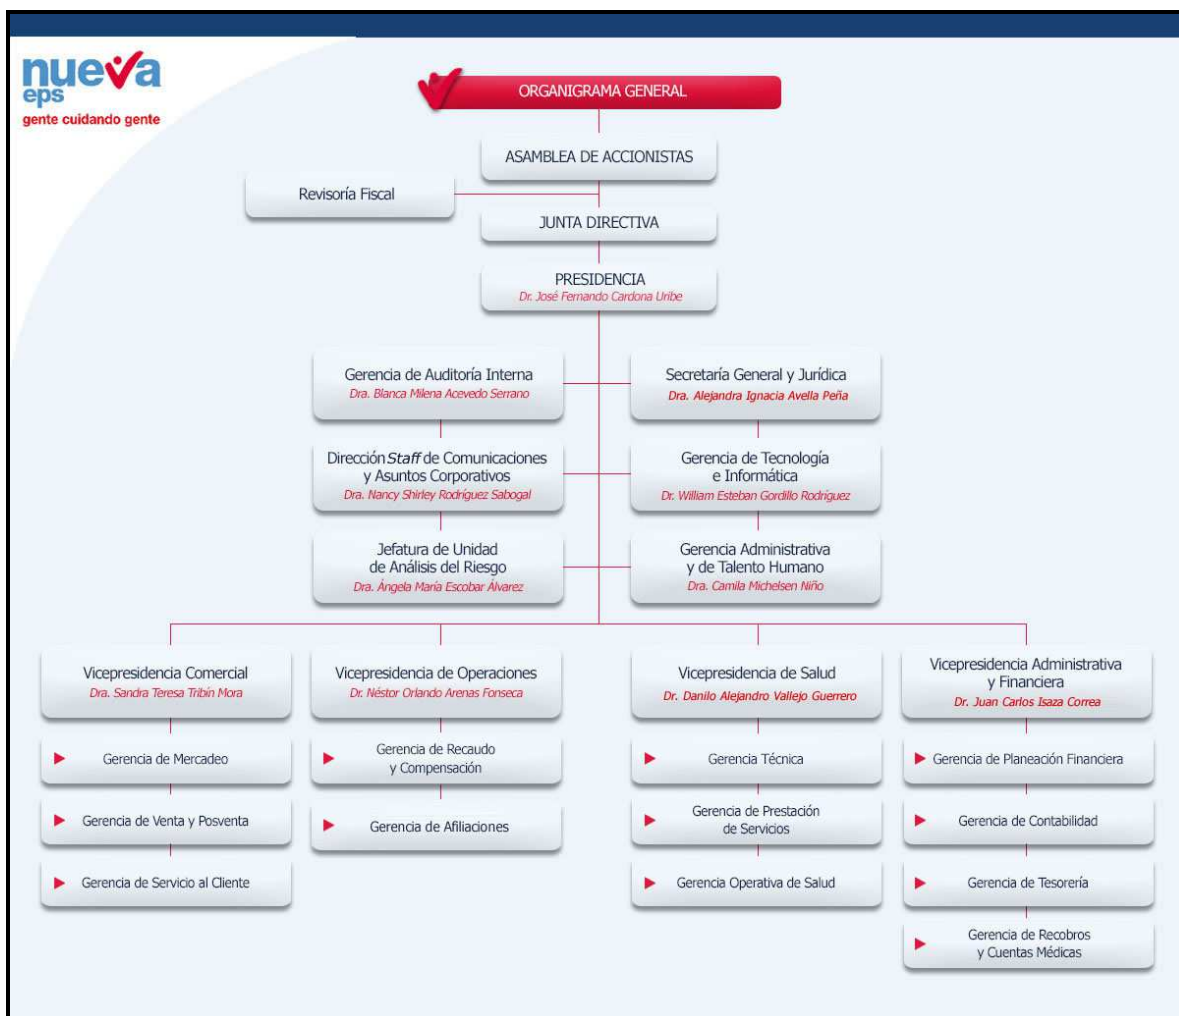 nueva
eps
gente cuidando gente
ORGANIGRAMA GENERAL
ASAMBLEA DE ACCIONISTAS
Revisoría Fiscal
JUNTA DIRECTIVA
PRESIDENCIA
Dr. José Fernando Cardona Uribe
Gerencia de Auditoría Interna
Dra. Blanca Milena Acevedo Serrano
Secretaría General y Jurídica
Dra. Alejandra Ignacia Avella Peña
Dirección Staff de Comunicaciones
y Asuntos Corporativos
Dra. Nancy Shirley Rodríguez Sabogal
Gerencia de Tecnología
e Informática
Dr. William Esteban Gordillo Rodríguez
Jefatura de Unidad
de Análisis del Riesgo
Dra. Ángela María Escobar Álvarez
Gerencia Administrativa
y de Talento Humano
Dra. Camila Michelsen Niño
Vicepresidencia Comercial
Dra. Sandra Teresa Tribín Mora
Gerencia de Mercadeo
Gerencia de Venta y Posventa
Gerencia de Servicio al Cliente
Vicepresidencia de Operaciones
Dr. Néstor Orlando Arenas Fonseca
Gerencia de Recaudo
y Compensación
Gerencia de Afiliaciones
Vicepresidencia de Salud
Dr. Danilo Alejandro Vallejo Guerrero
Gerencia Técnica
Gerencia de Prestación
de Servicios
Gerencia Operativa de Salud
Vicepresidencia Administrativa
y Financiera
Dr. Juan Carlos Isaza Correa
Gerencia de Planeación Financiera
Gerencia de Contabilidad
Gerencia de Tesorería
Gerencia de Recobros
y Cuentas Médicas